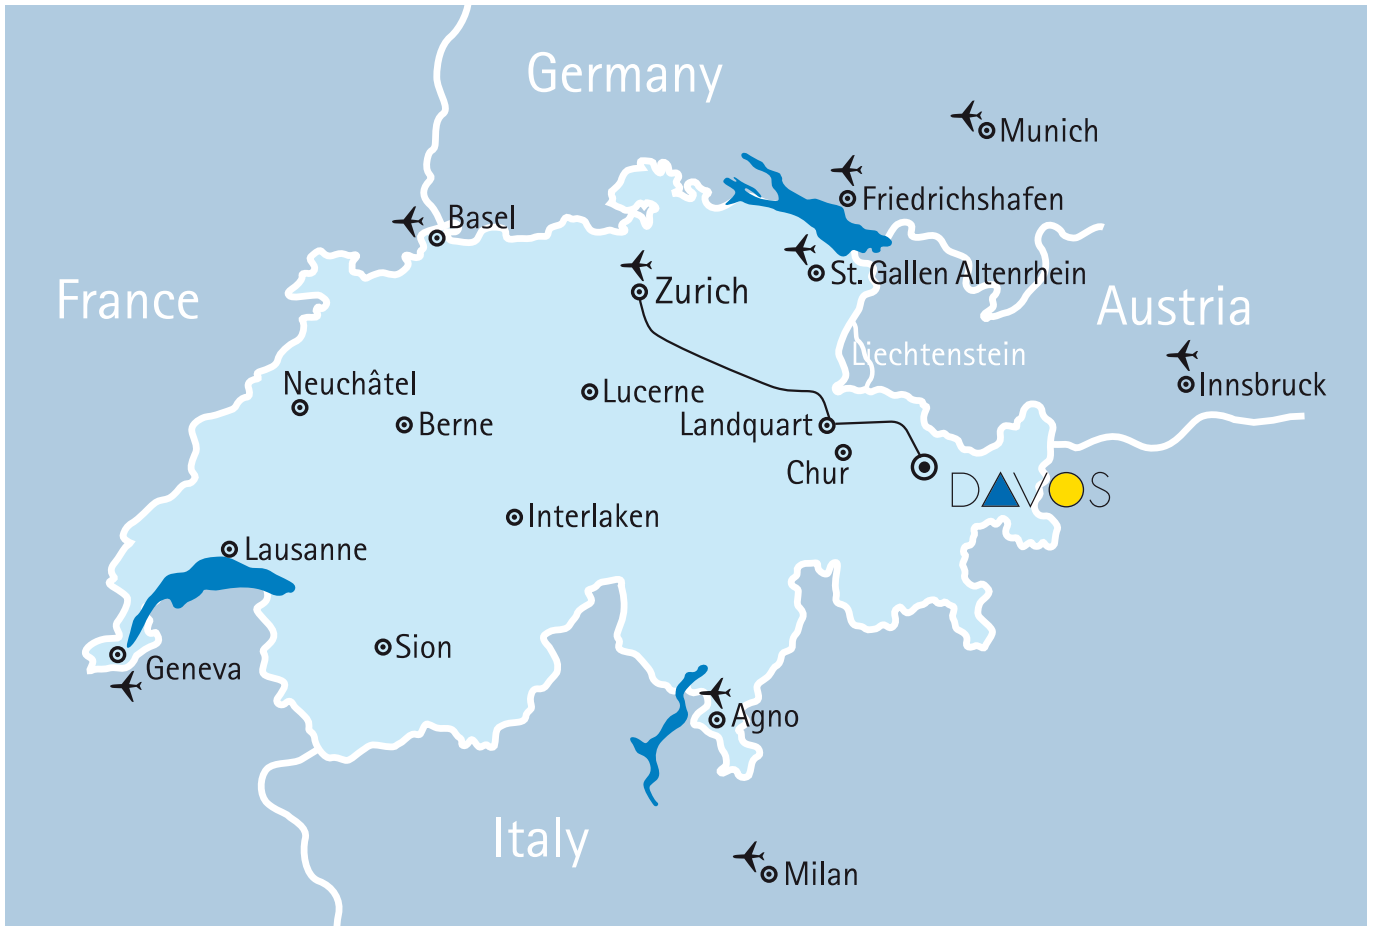 Germany
Munich
Friedrichshafen
Basel
St. Gallen Altenrhein
France
Zurich
Austria
Liechtenstein
Innsbruck
Neuchâtel
Lucerne
Berne
Landquart
Chur
DAVOS
Interlaken
Lausanne
Sion
Geneva
Agno
Italy
Milan